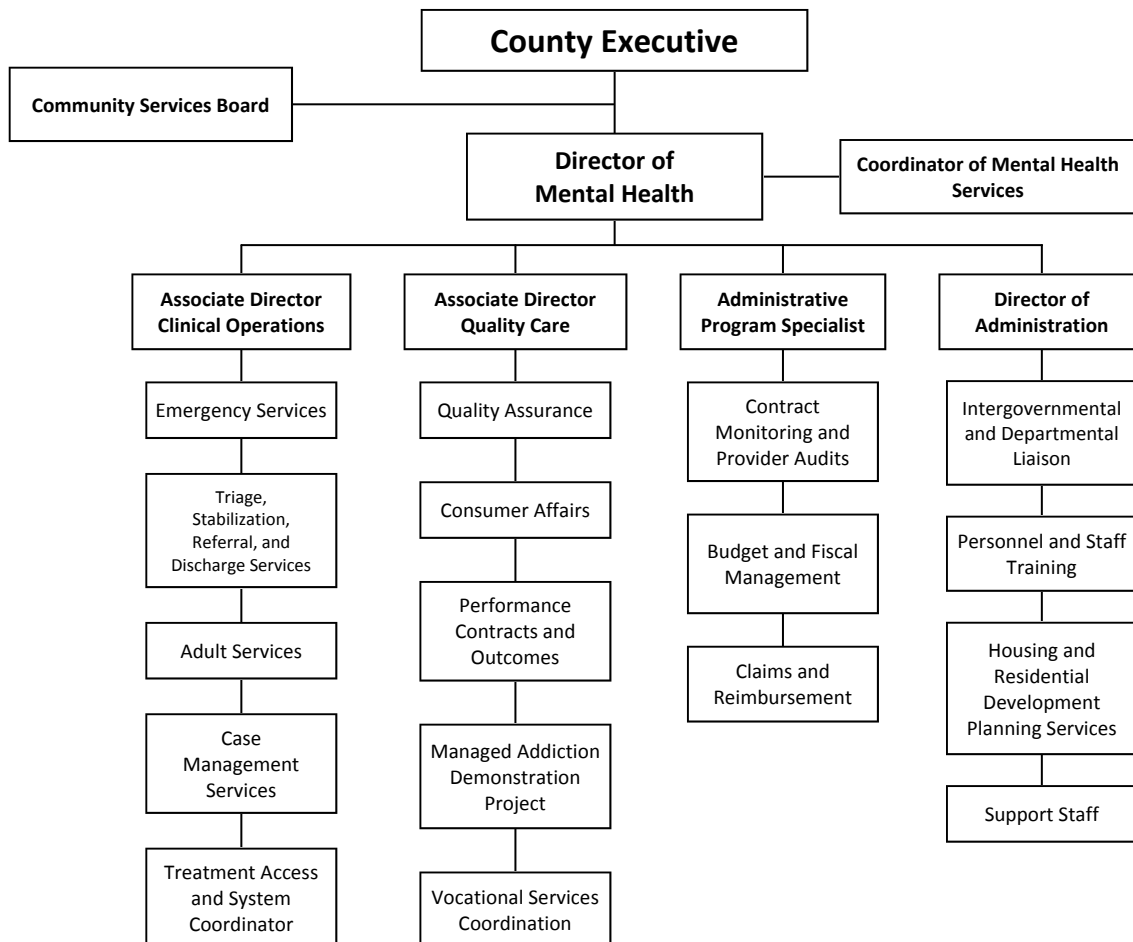 County Executive
Community Services Board
Director of
Mental Health
Coordinator of Mental Health
Services
Associate Director
Clinical Operations
Associate Director
Quality Care
Administrative
Program Specialist
Director of
Administration
Emergency Services
Triage,
Stabilization,
Referral, and
Discharge Services
Adult Services
Case
Management
Services
Treatment Access
and System
Coordinator
Quality Assurance
Consumer Affairs
Performance
Contracts and
Outcomes
Managed Addiction
Demonstration
Project
Vocational Services
Coordination
Contract
Monitoring and
Provider Audits
Budget and Fiscal
Management
Claims and
Reimbursement
Intergovernmental
and Departmental
Liaison
Personnel and Staff
Training
Housing and
Residential
Development
Planning Services
Support Staff